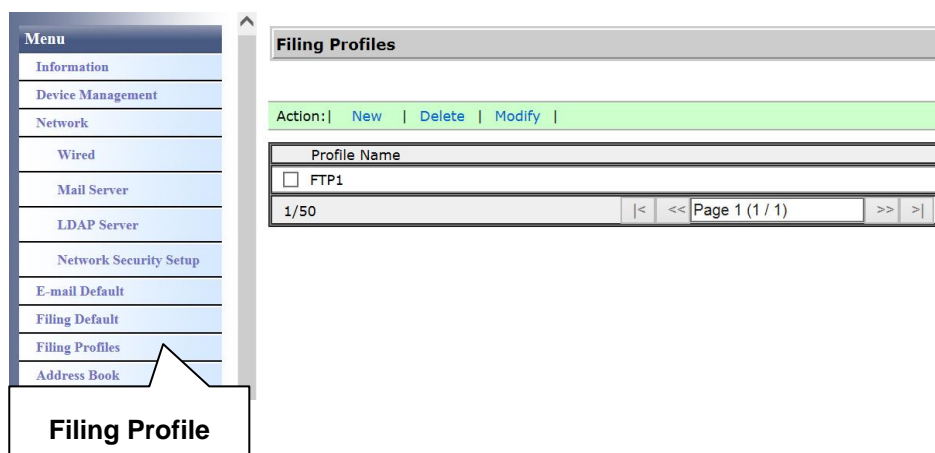 Menu
Information
Device Management
Network
Wired
Mail Server
LDAP Server
Network Security Setup
E-mail Default
Filing Default
Filing Profiles
Address Book
Filing Profile
Filing Profiles
Action:| New | Delete | Modify |
Profile Name
FTP1
1/50 |< << Page 1 (1 / 1) >> >|